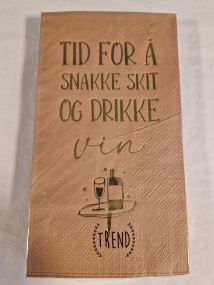 TID FOR Å
SNAKKE SKIT
OG DRIKKE
vin
TREND